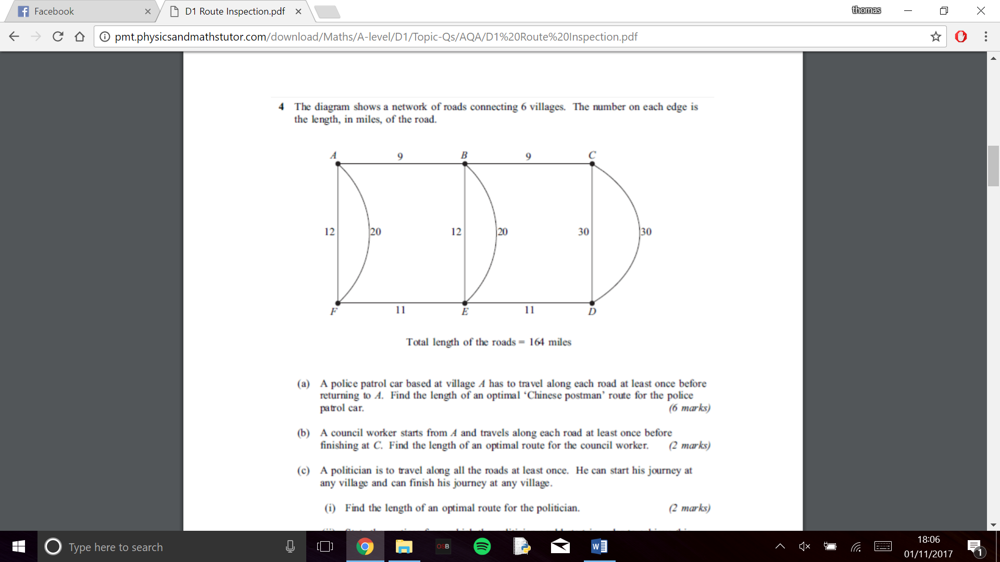 Facebook
D1 Route Inspection.pdf
thomas
pmt.physicsandmathstutor.com/download/Maths/A-level/D1/Topic-Qs/AQA/D1%20Route%20Inspection.pdf
4 The diagram shows a network of roads connecting 6 villages. The number on each edge is
the length, in miles, of the road.
A 9 B 9 C
12 20 12 20 30 30
F 11 E 11 D
Total length of the roads = 164 miles
(a) A police patrol car based at village A has to travel along each road at least once before
returning to A. Find the length of an optimal ‘Chinese postman’ route for the police
patrol car. (6 marks)
(b) A council worker starts from A and travels along each road at least once before
finishing at C. Find the length of an optimal route for the council worker. (2 marks)
(c) A politician is to travel along all the roads at least once. He can start his journey at
any village and can finish his journey at any village.
(i) Find the length of an optimal route for the politician. (2 marks)
Type here to search
OSB
18:06
01/11/2017
1